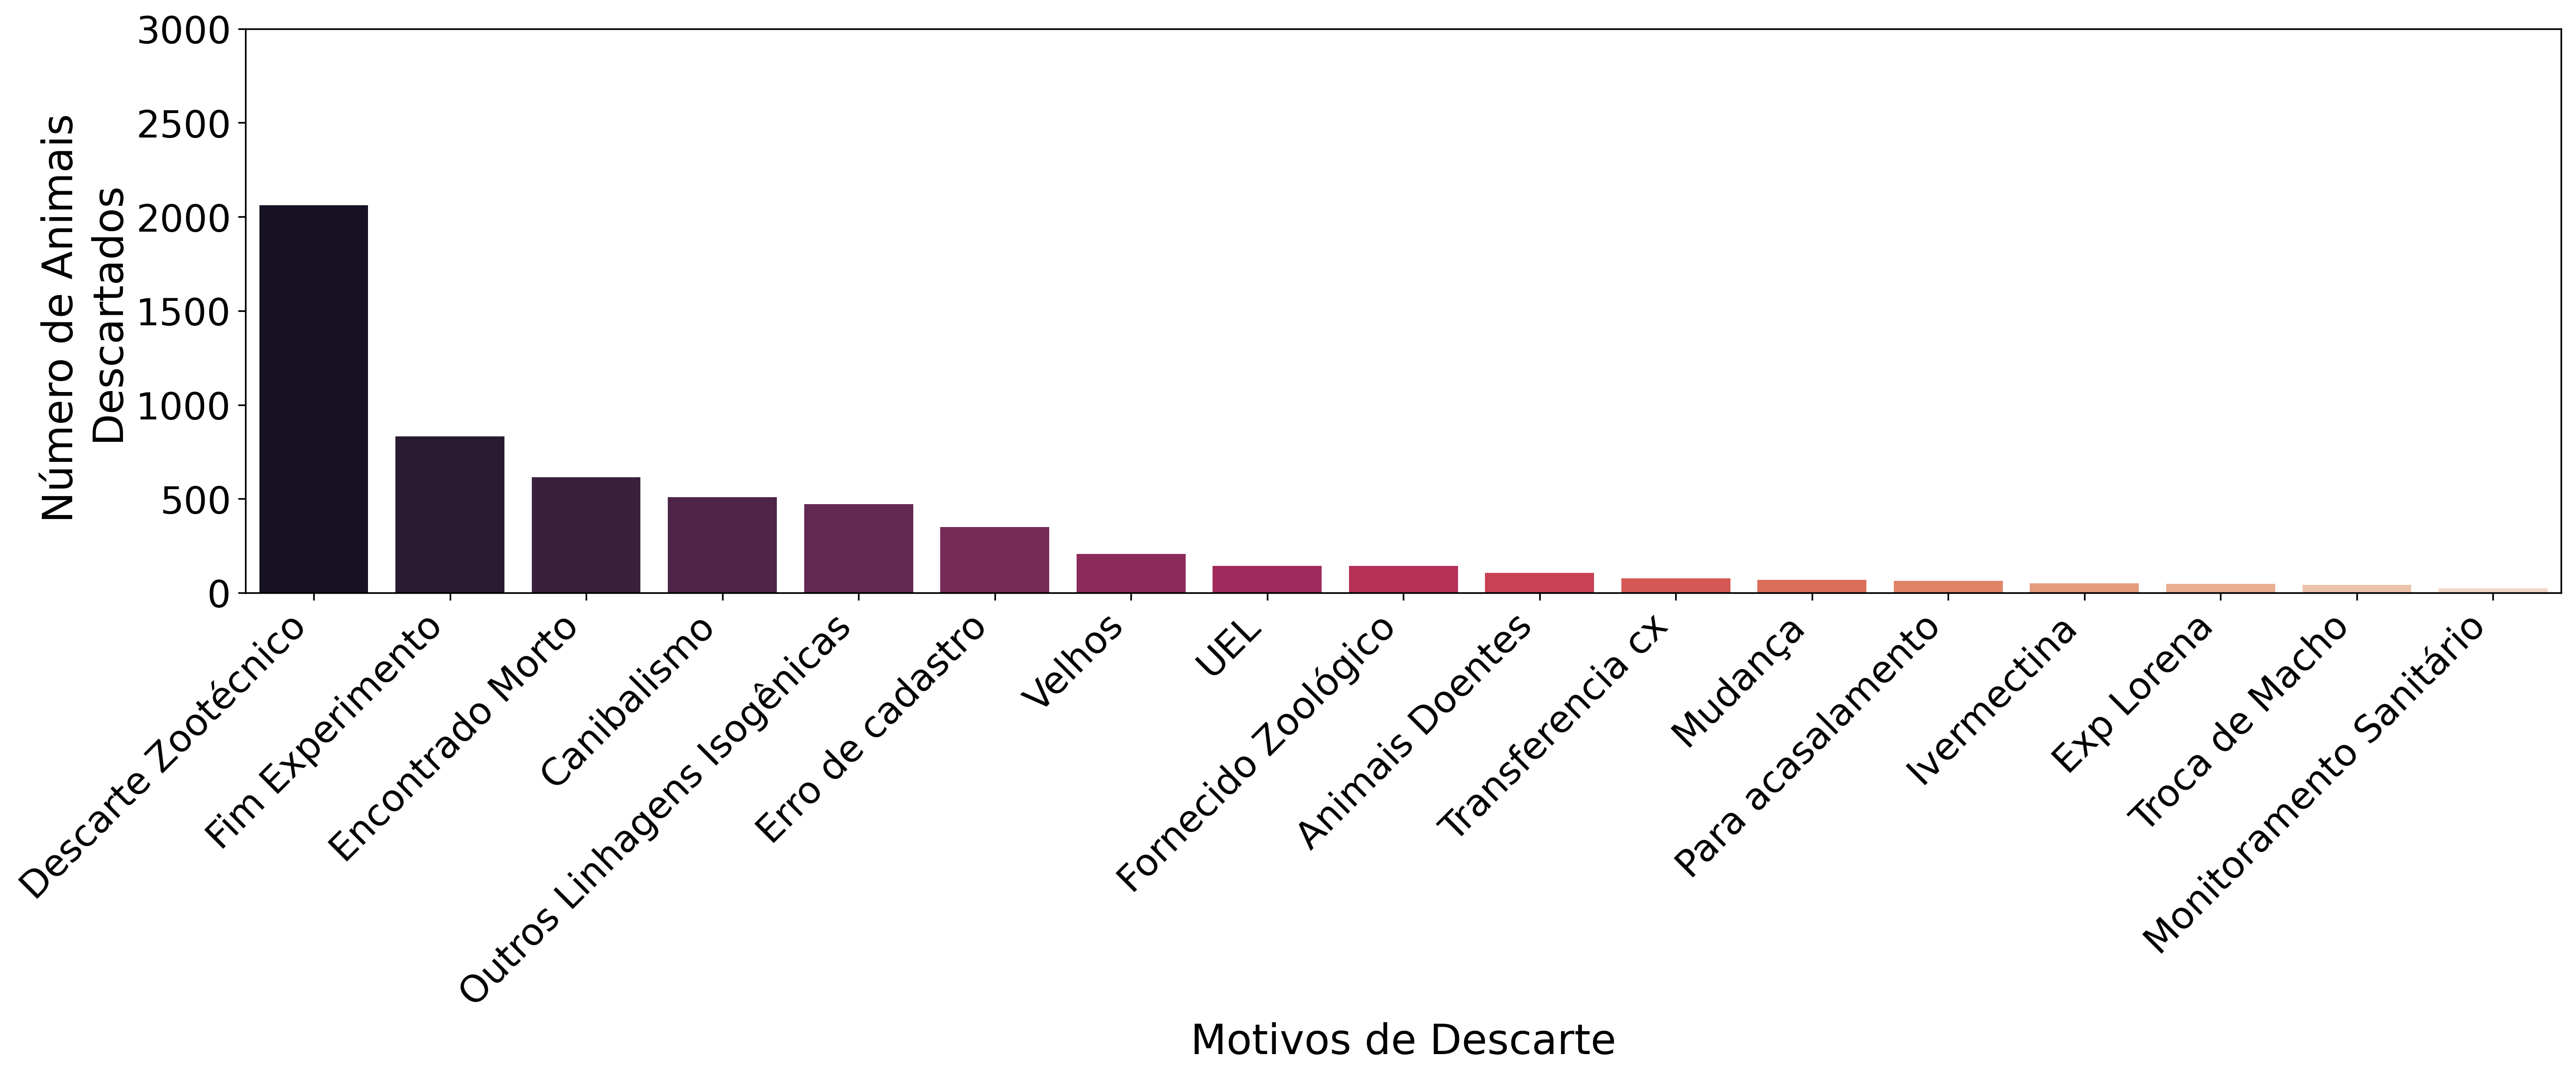 Número de Animais
Descartados
3000
2500
2000
1500
1000
500
0
Descarte Zootécnico
Fim Experimento
Encontrado Morto
Canibalismo
Outros Linhagens Isogênicas
Erro de cadastro
Velhos
UEL
Fornecido Zoológico
Animais Doentes
Transferencia cx
Mudança
Para acasalamento
Ivermectina
Exp Lorena
Troca de Macho
Monitoramento Sanitário
Motivos de Descarte